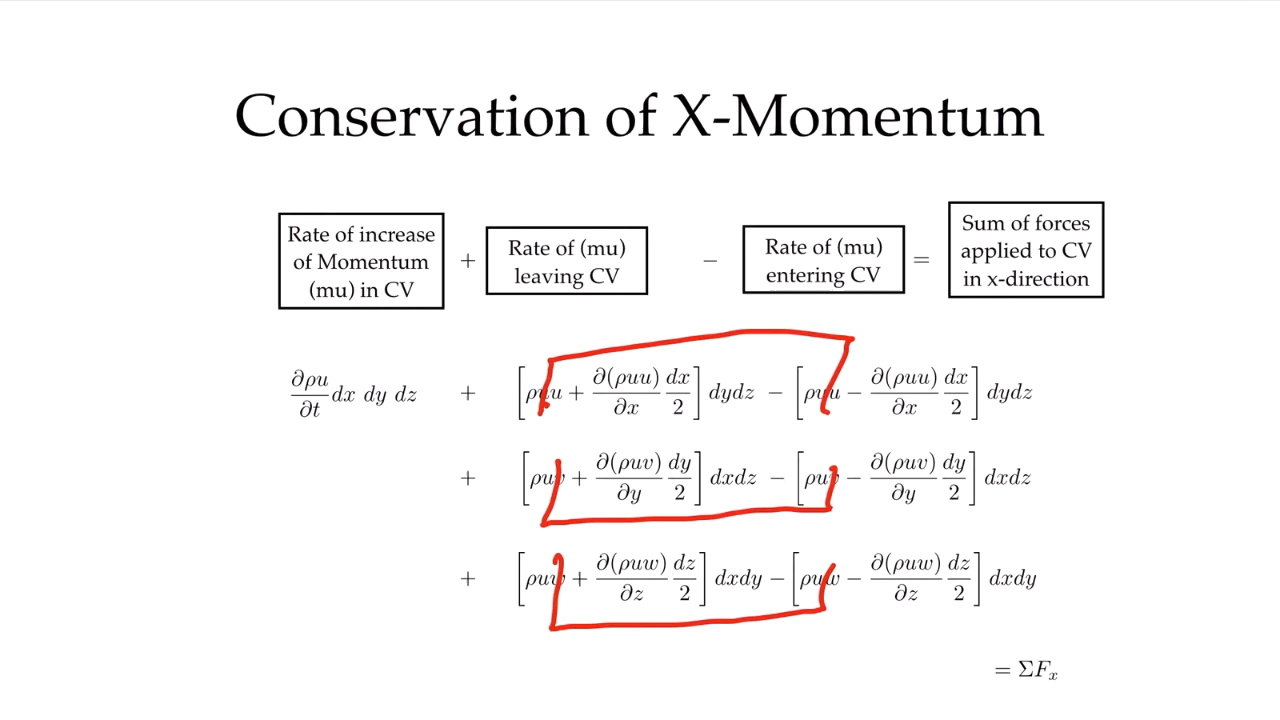 Conservation of X-Momentum
Rate of increase of Momentum (mu) in CV + Rate of (mu) leaving CV − Rate of (mu) entering CV = Sum of forces applied to CV in x-direction
∂ρu/∂t dx dy dz + [ρuu + ∂(ρuu)/∂x dx/2] dydz − [ρuu − ∂(ρuu)/∂x dx/2] dydz
+ [ρuv + ∂(ρuv)/∂y dy/2] dxdz − [ρuv − ∂(ρuv)/∂y dy/2] dxdz
+ [ρuw + ∂(ρuw)/∂z dz/2] dxdy − [ρuw − ∂(ρuw)/∂z dz/2] dxdy
= ΣFₓ